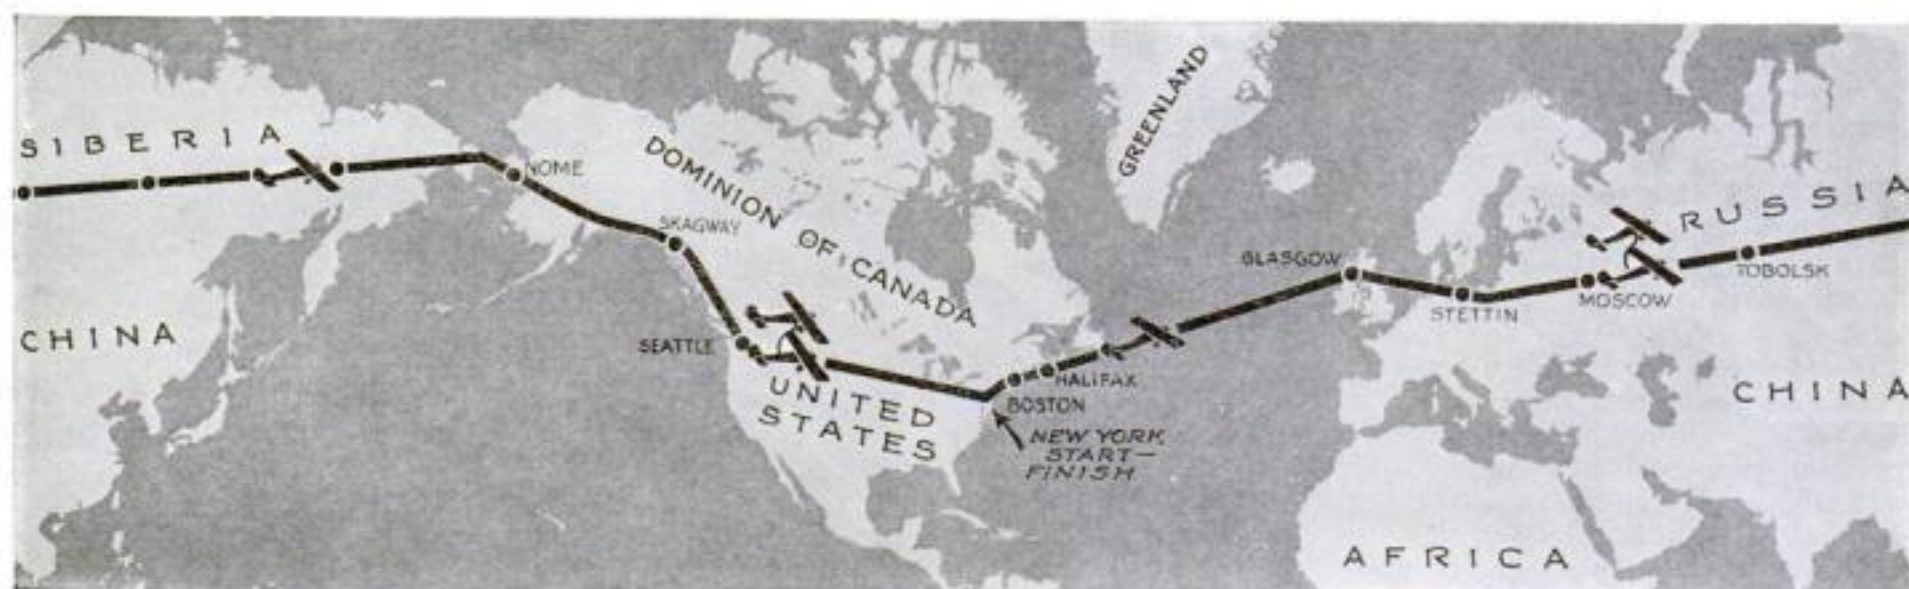 SIBERIA
NOME
SKAGWAY
DOMINION OF CANADA
GREENLAND
GLASGOW
STETTIN
MOSCOW
RUSSIA
TOBOLSK
CHINA
SEATTLE
UNITED
STATES
HALIFAX
BOSTON
NEW YORK
START—
FINISH
CHINA
AFRICA